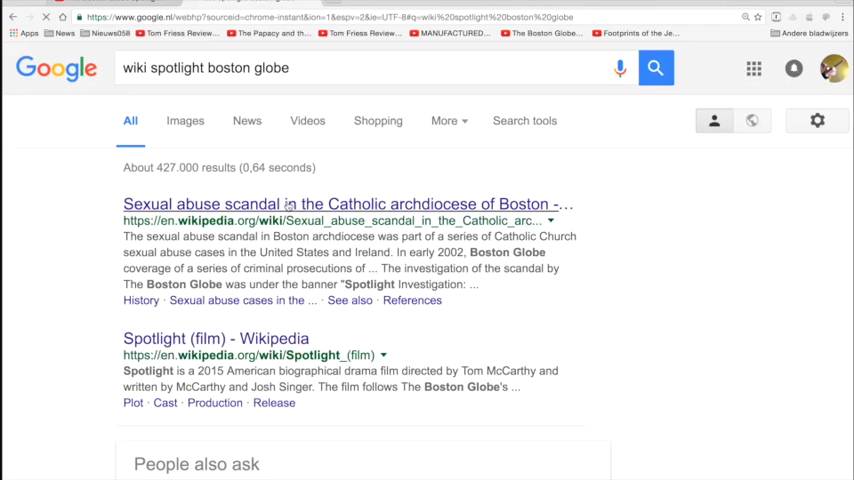 https://www.google.nl/webhp?sourceid=chrome-instant&ion=1&espv=2&ie=UTF-8#q=wiki%20spotlight%20boston%20globe
Apps News Nieuws058 Tom Friess Review... The Papacy and th... Tom Friess Review... MANUFACTURED... The Boston Globe... Footprints of the Je... Andere bladwijzers
Google wiki spotlight boston globe
All Images News Videos Shopping More Search tools
About 427.000 results (0,64 seconds)
Sexual abuse scandal in the Catholic archdiocese of Boston -...
https://en.wikipedia.org/wiki/Sexual_abuse_scandal_in_the_Catholic_arc...
The sexual abuse scandal in Boston archdiocese was part of a series of Catholic Church
sexual abuse cases in the United States and Ireland. In early 2002, Boston Globe
coverage of a series of criminal prosecutions of ... The investigation of the scandal by
The Boston Globe was under the banner "Spotlight Investigation: ...
History · Sexual abuse cases in the ... · See also · References
Spotlight (film) - Wikipedia
https://en.wikipedia.org/wiki/Spotlight_(film)
Spotlight is a 2015 American biographical drama film directed by Tom McCarthy and
written by McCarthy and Josh Singer. The film follows The Boston Globe's ...
Plot · Cast · Production · Release
People also ask